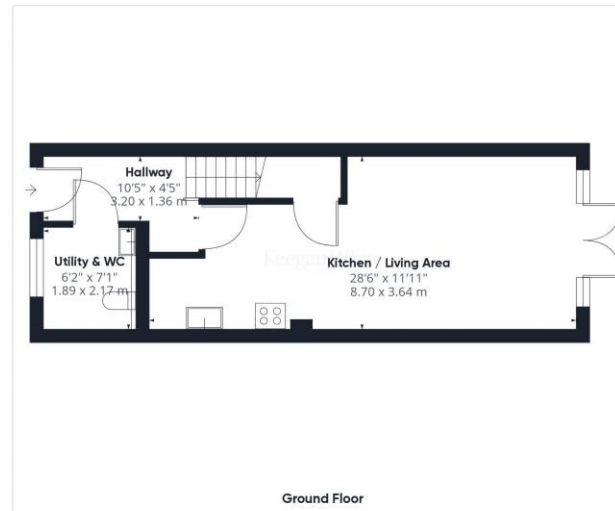 Hallway
10'5" x 4'5"
3.20 x 1.36 m
Utility & WC
6'2" x 7'1"
1.89 x 2.17 m
Kitchen / Living Area
28'6" x 11'11"
8.70 x 3.64 m
Ground Floor